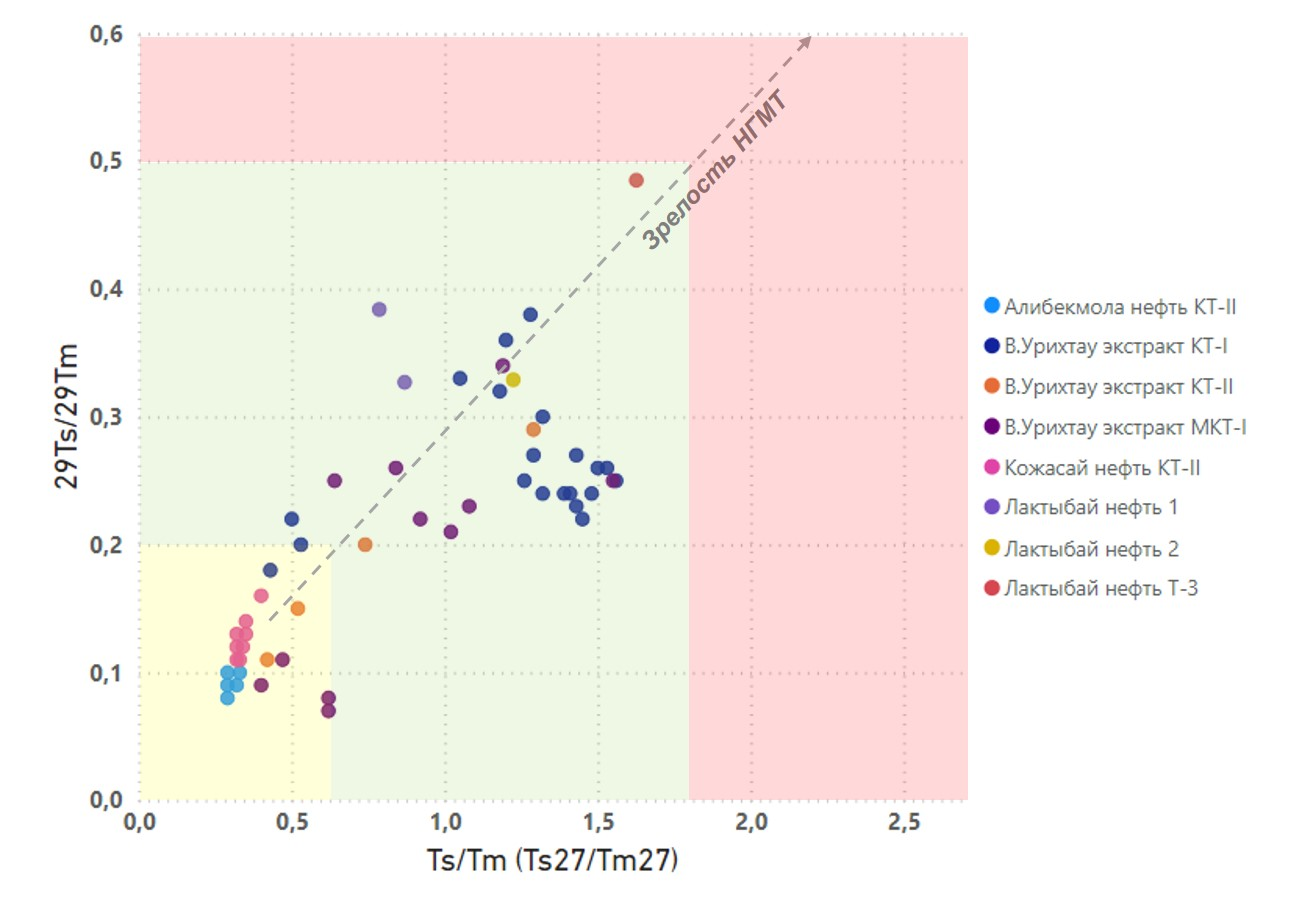 0,6
0,5
0,4
0,3
0,2
0,1
0,0
0,0
0,5
1,0
1,5
2,0
2,5
29Ts/29Tm
Ts/Tm (Ts27/Tm27)
Зрелость НГМТ
Алибекмола нефть КТ-II
В.Урихтау экстракт КТ-I
В.Урихтау экстракт КТ-II
В.Урихтау экстракт МКТ-I
Кожасай нефть КТ-II
Лактыбай нефть 1
Лактыбай нефть 2
Лактыбай нефть Т-3